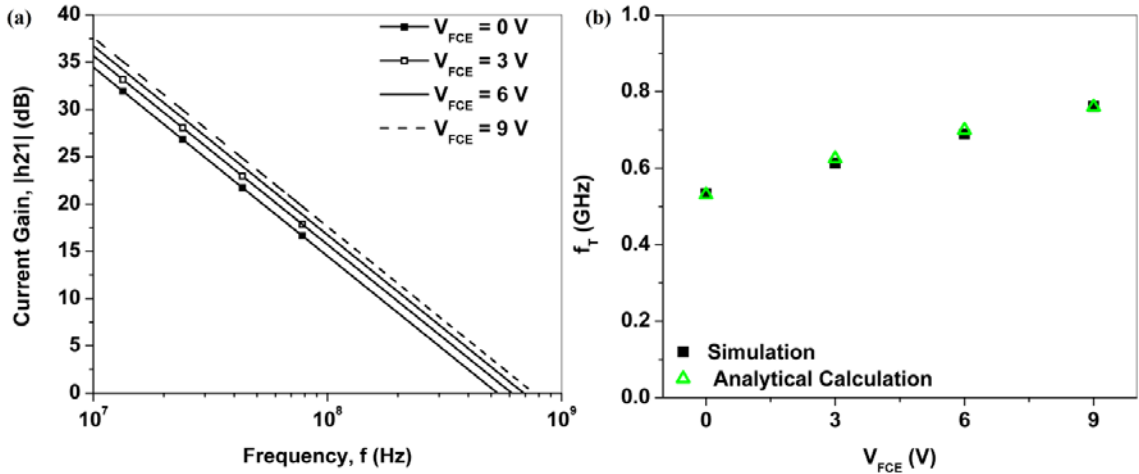 (a)
40
35
30
25
20
15
10
5
0
Current Gain, |h21| (dB)
V_FCE = 0 V
V_FCE = 3 V
V_FCE = 6 V
V_FCE = 9 V
10^7
10^8
10^9
Frequency, f (Hz)
(b)
1.0
0.8
0.6
0.4
0.2
0.0
f_T (GHz)
Simulation
Analytical Calculation
0
3
6
9
V_FCE (V)